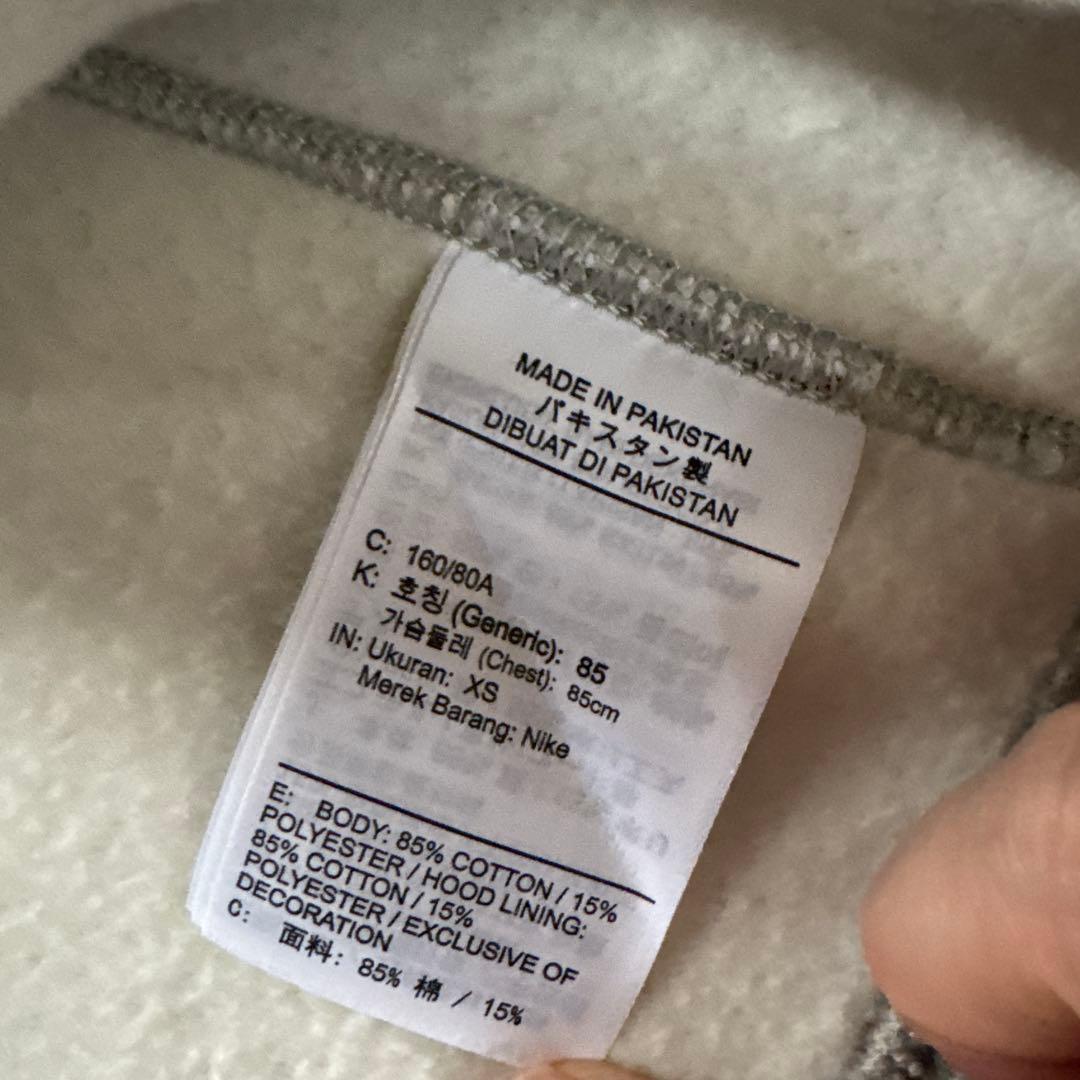 MADE IN PAKISTAN
パキスタン製
DIBUAT DI PAKISTAN
C: 160/80A
K: 호칭 (Generic): 85
가슴둘레 (Chest): 85cm
IN: Ukuran: XS
Merek Barang: Nike
E: BODY: 85% COTTON / 15%
POLYESTER / HOOD LINING:
85% COTTON / 15%
POLYESTER / EXCLUSIVE OF
DECORATION
C: 面料: 85% 棉 / 15%